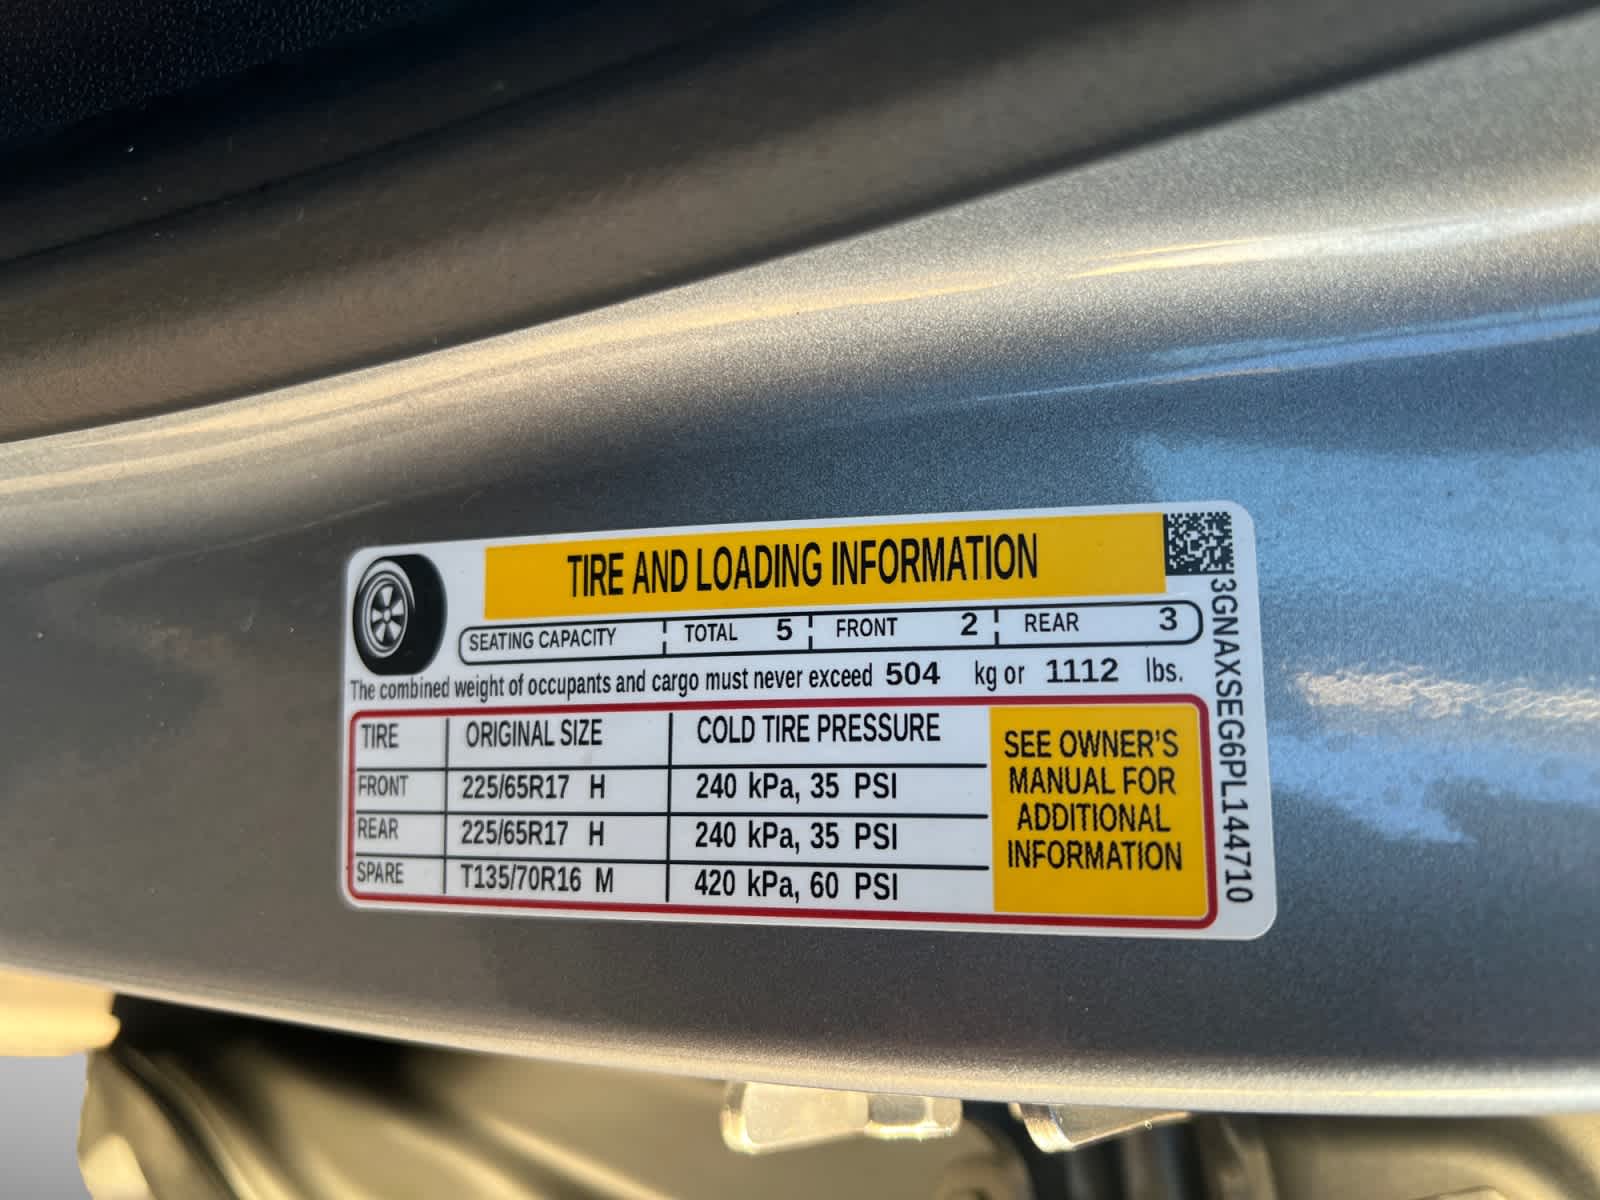 TIRE AND LOADING INFORMATION
SEATING CAPACITY TOTAL 5 FRONT 2 REAR 3
The combined weight of occupants and cargo must never exceed 504 kg or 1112 lbs.
TIRE ORIGINAL SIZE COLD TIRE PRESSURE
FRONT 225/65R17 H 240 kPa, 35 PSI
REAR 225/65R17 H 240 kPa, 35 PSI
SPARE T135/70R16 M 420 kPa, 60 PSI
SEE OWNER'S
MANUAL FOR
ADDITIONAL
INFORMATION
3GNAXSEG6PL144710